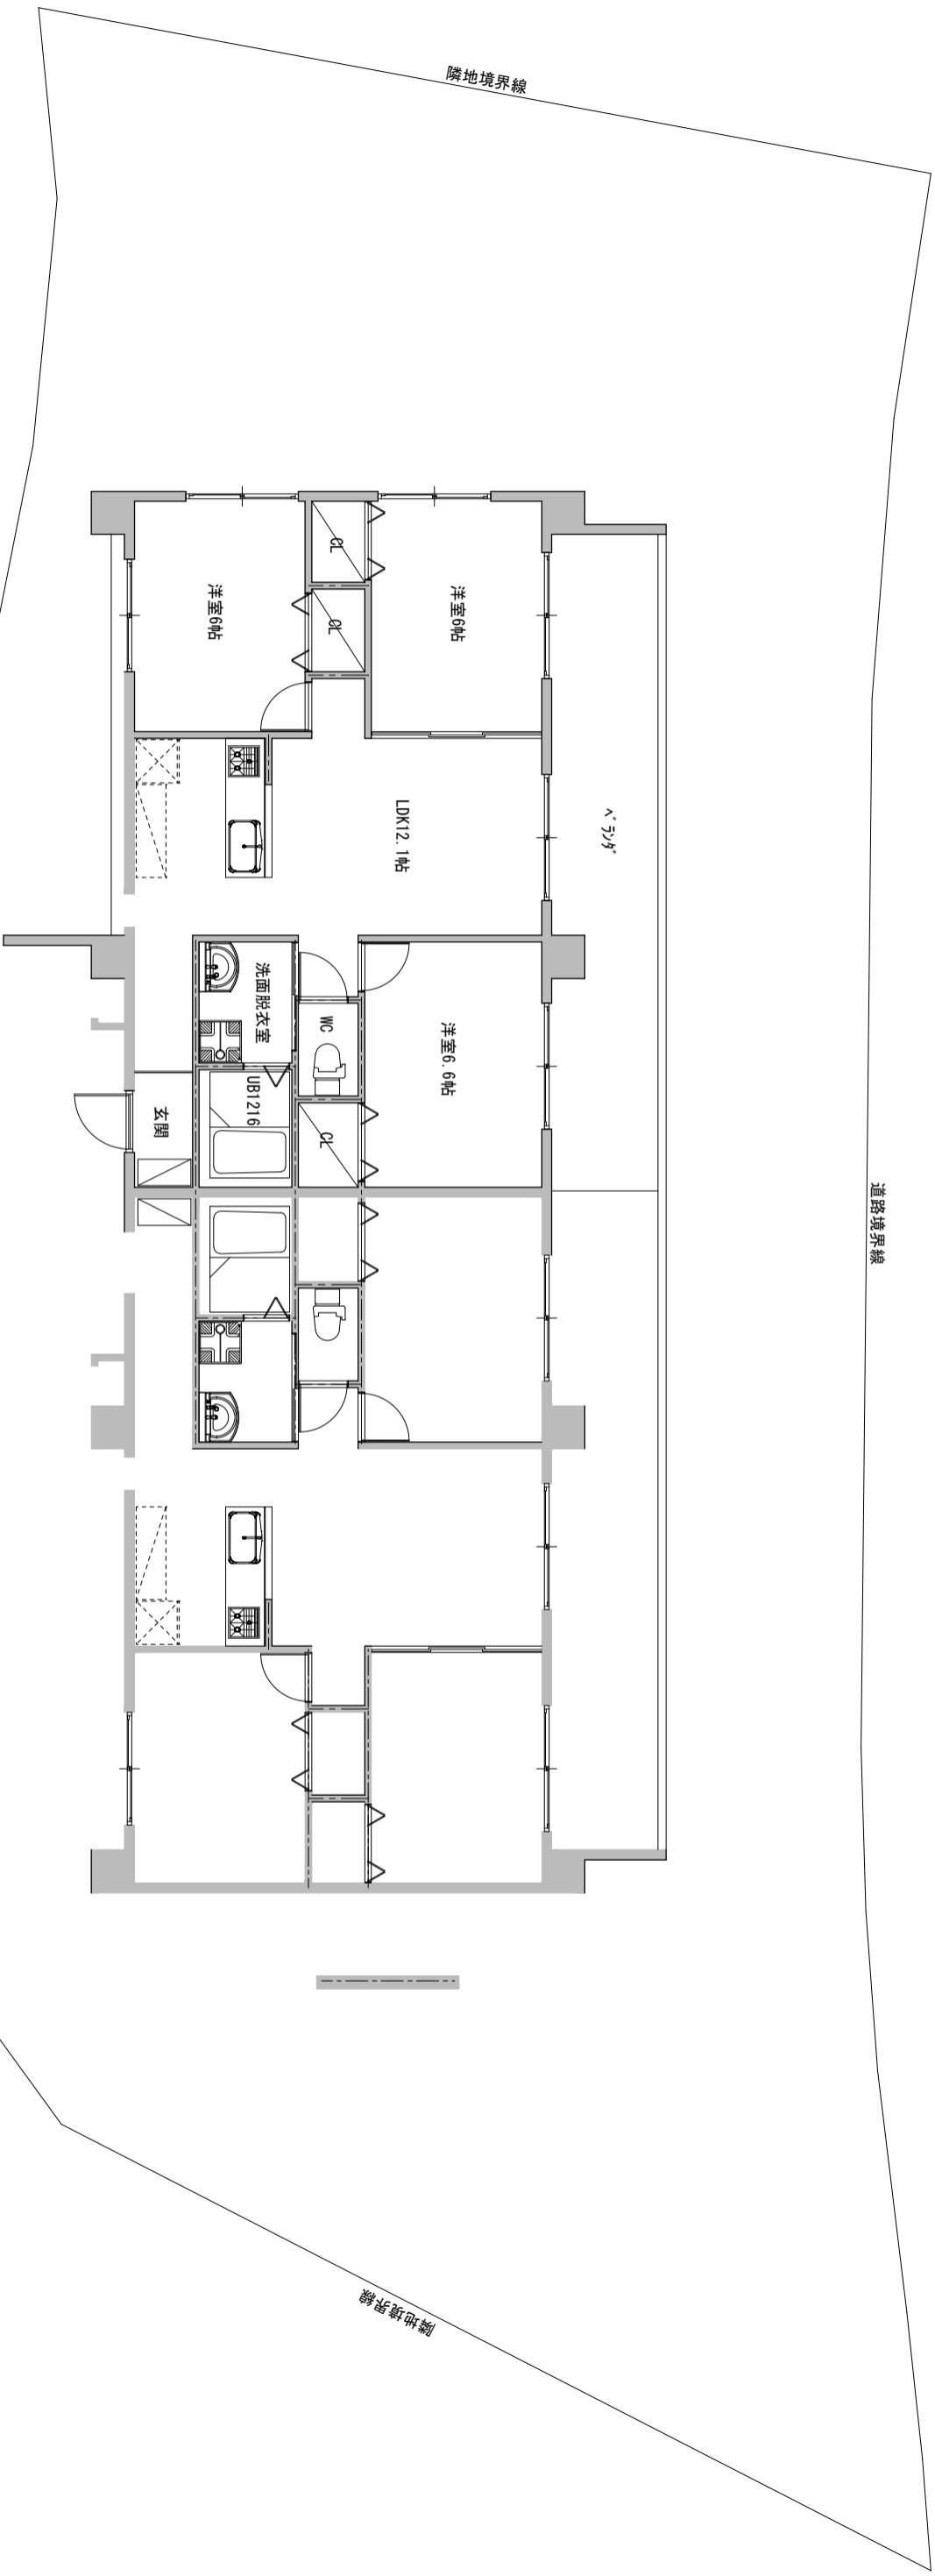 隣地境界線
洋室6帖
CL
CL
洋室6帖
LDK12.1帖
ベランダ
洗面脱衣室
WC
洋室6.6帖
UB1216
CL
玄関
道路境界線
隣地境界線